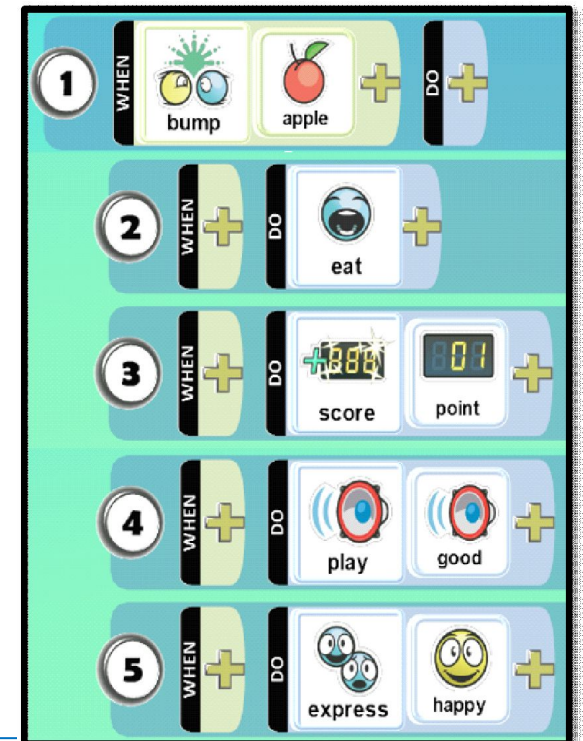 1 WHEN bump apple DO
2 WHEN DO eat
3 WHEN DO score point 01
4 WHEN DO play good
5 WHEN DO express happy